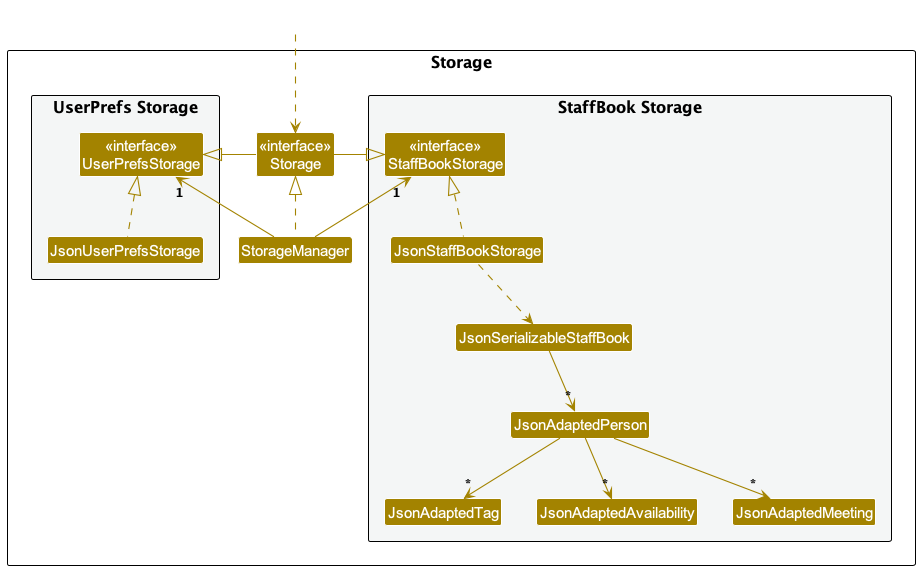 Storage
UserPrefs Storage
StaffBook Storage
«interface»
UserPrefsStorage
«interface»
Storage
«interface»
StaffBookStorage
1
1
JsonUserPrefsStorage
StorageManager
JsonStaffBookStorage
JsonSerializableStaffBook
*
JsonAdaptedPerson
*
*
*
JsonAdaptedTag
JsonAdaptedAvailability
JsonAdaptedMeeting